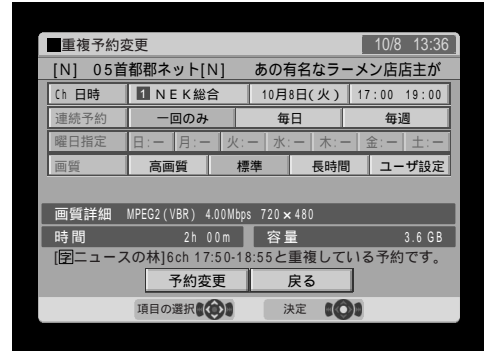 ■重複予約変更 10/8 13:36
[N] 05首都郡ネット[N] あの有名なラーメン店店主が
Ch 日時 1 NEK総合 10月8日(火) 17:00 19:00
連続予約 一回のみ 毎日 毎週
曜日指定 日:− 月:− 火:− 水:− 木:− 金:− 土:−
画質 高画質 標準 長時間 ユーザ設定
画質詳細 MPEG2(VBR) 4.00Mbps 720×480
時間 2h 00m 容量 3.6 GB
[字ニュースの林]6ch 17:50-18:55と重複している予約です。
予約変更 戻る
項目の選択 決定